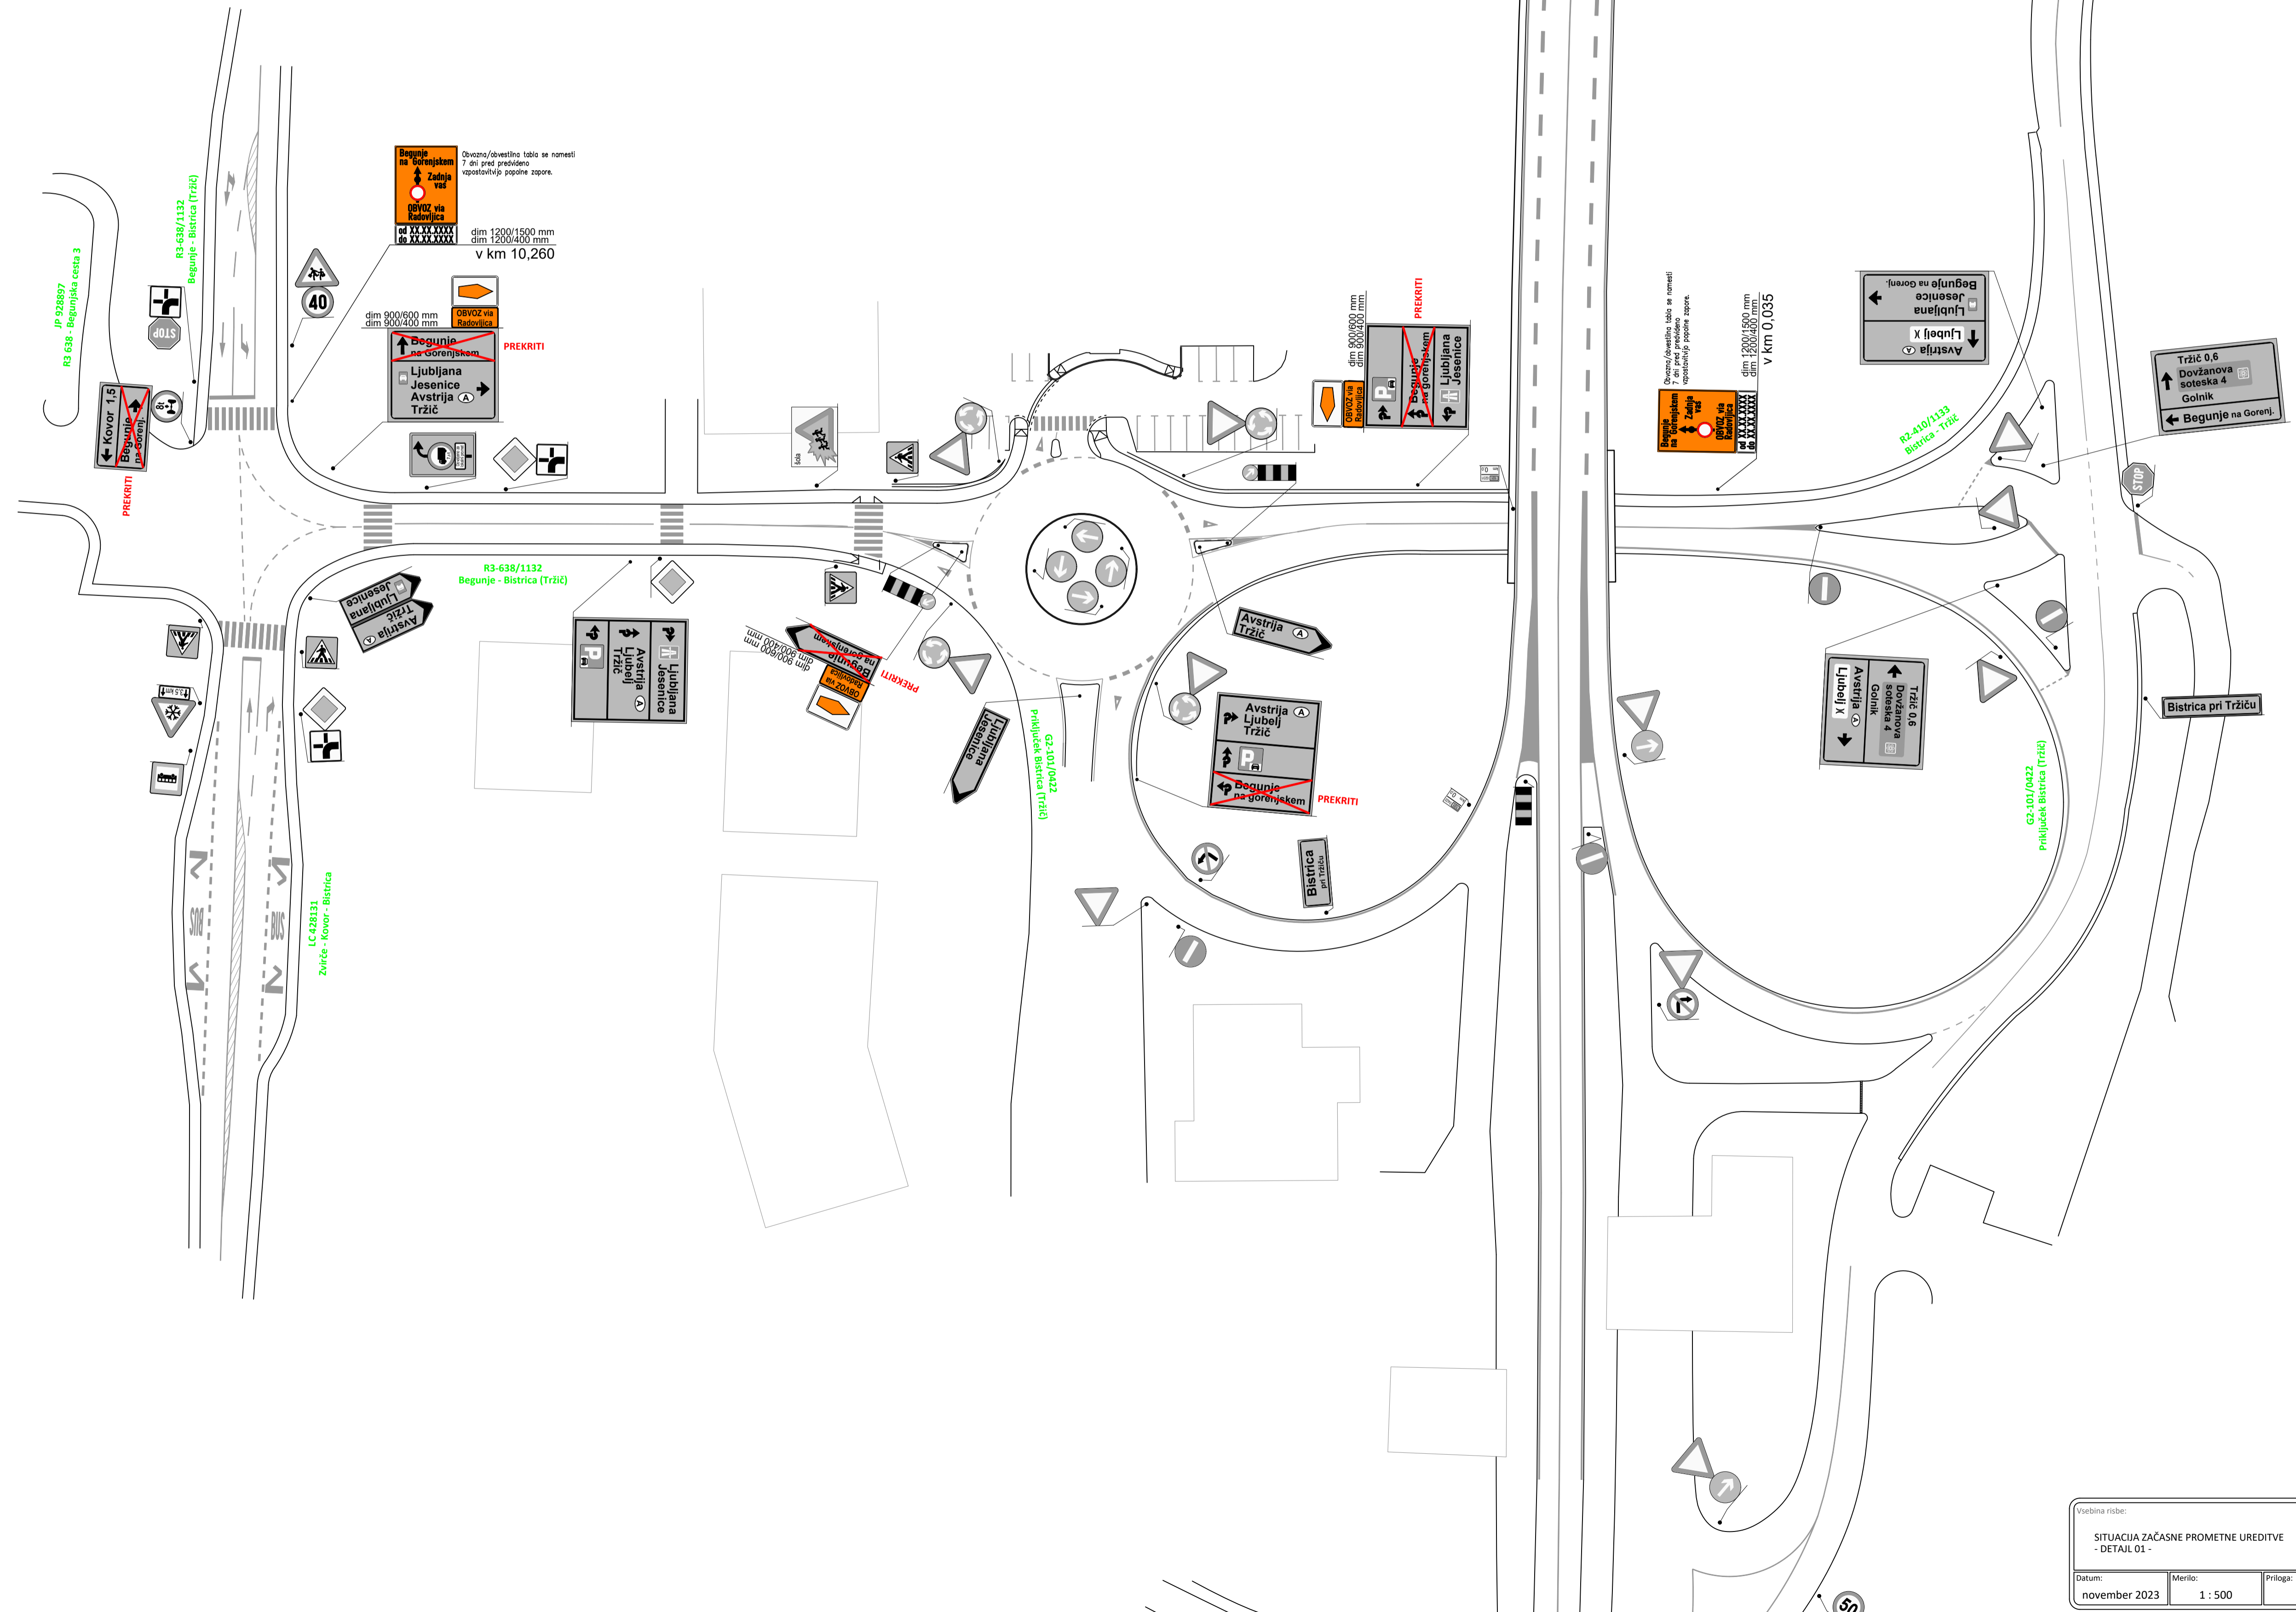 Begunje
na Gorenjskem
Zadnja
vas
OBVOZ via
Radovljica
od XX.XX.XXXX
do XX.XX.XXXX
Obvozna/obvestilna tabla se namesti
7 dni pred predvideno
vzpostavitvijo popolne zapore.
dim 1200/1500 mm
dim 1200/400 mm
v km 10,260
R3-638/1132
Begunje - Bistrica (Tržič)
JP 928897
R3 638 - Begunjska cesta 3
STOP
40
8t
Kovor 1,5
Begunje
na Gorenj.
PREKRITI
dim 900/600 mm
dim 900/400 mm
OBVOZ via
Radovljica
Begunje
na Gorenjskem
PREKRITI
Ljubljana
Jesenice
Avstrija A
Tržič
šola
dim 900/600 mm
dim 900/400 mm
OBVOZ via
Radovljica
PREKRITI
P
Begunje
na gorenjskem
Ljubljana
Jesenice
Obvozna/obvestilna tabla se namesti
7 dni pred predvideno
vzpostavitvijo popolne zapore.
dim 1200/1500 mm
dim 1200/400 mm
v km 0,035
Begunje
na Gorenjskem
Zadnja
vas
OBVOZ via
Radovljica
od XX.XX.XXXX
do XX.XX.XXXX
Avstrija A
Ljubelj X
Ljubljana
Jesenice
Begunje na Gorenj.
R2-410/1133
Bistrica - Tržič
Tržič 0,6
Dovžanova
soteska 4
Golnik
Begunje na Gorenj.
STOP
R3-638/1132
Begunje - Bistrica (Tržič)
Avstrija A
Tržič
Ljubljana
Jesenice
Ljubljana
Jesenice
Avstrija A
Ljubelj
Tržič
P
Begunje
na gorenjskem
OBVOZ via
Radovljica
dim 900/600 mm
dim 900/400 mm
PREKRITI
Ljubljana
Jesenice
G2-101/0422
Priključek Bistrica (Tržič)
Avstrija A
Tržič
Avstrija A
Ljubelj
Tržič
P
Begunje
na gorenjskem
PREKRITI
Bistrica
pri Tržiču
Tržič 0,6
Dovžanova
soteska 4
Golnik
Avstrija A
Ljubelj X
G2-101/0422
Priključek Bistrica (Tržič)
Bistrica pri Tržiču
BUS
BUS
LC 428131
Zvirče - Kovor - Bistrica
50
Vsebina risbe:
SITUACIJA ZAČASNE PROMETNE UREDITVE
- DETAJL 01 -
Datum:
november 2023
Merilo:
1 : 500
Priloga: